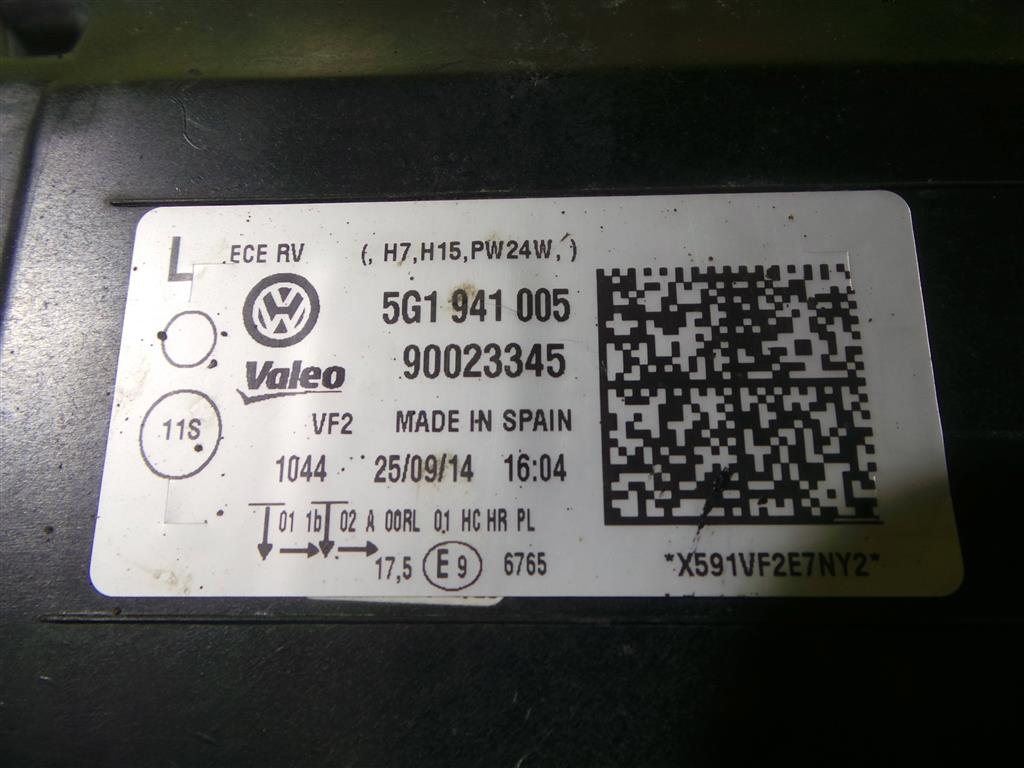 L ECE RV (, H7,H15,PW24W, )
VW
5G1 941 005
Valeo 90023345
11S VF2 MADE IN SPAIN
1044 25/09/14 16:04
01 1b 02 A 00RL 01 HC HR PL
17,5 E9 6765
*X591VF2E7NY2*